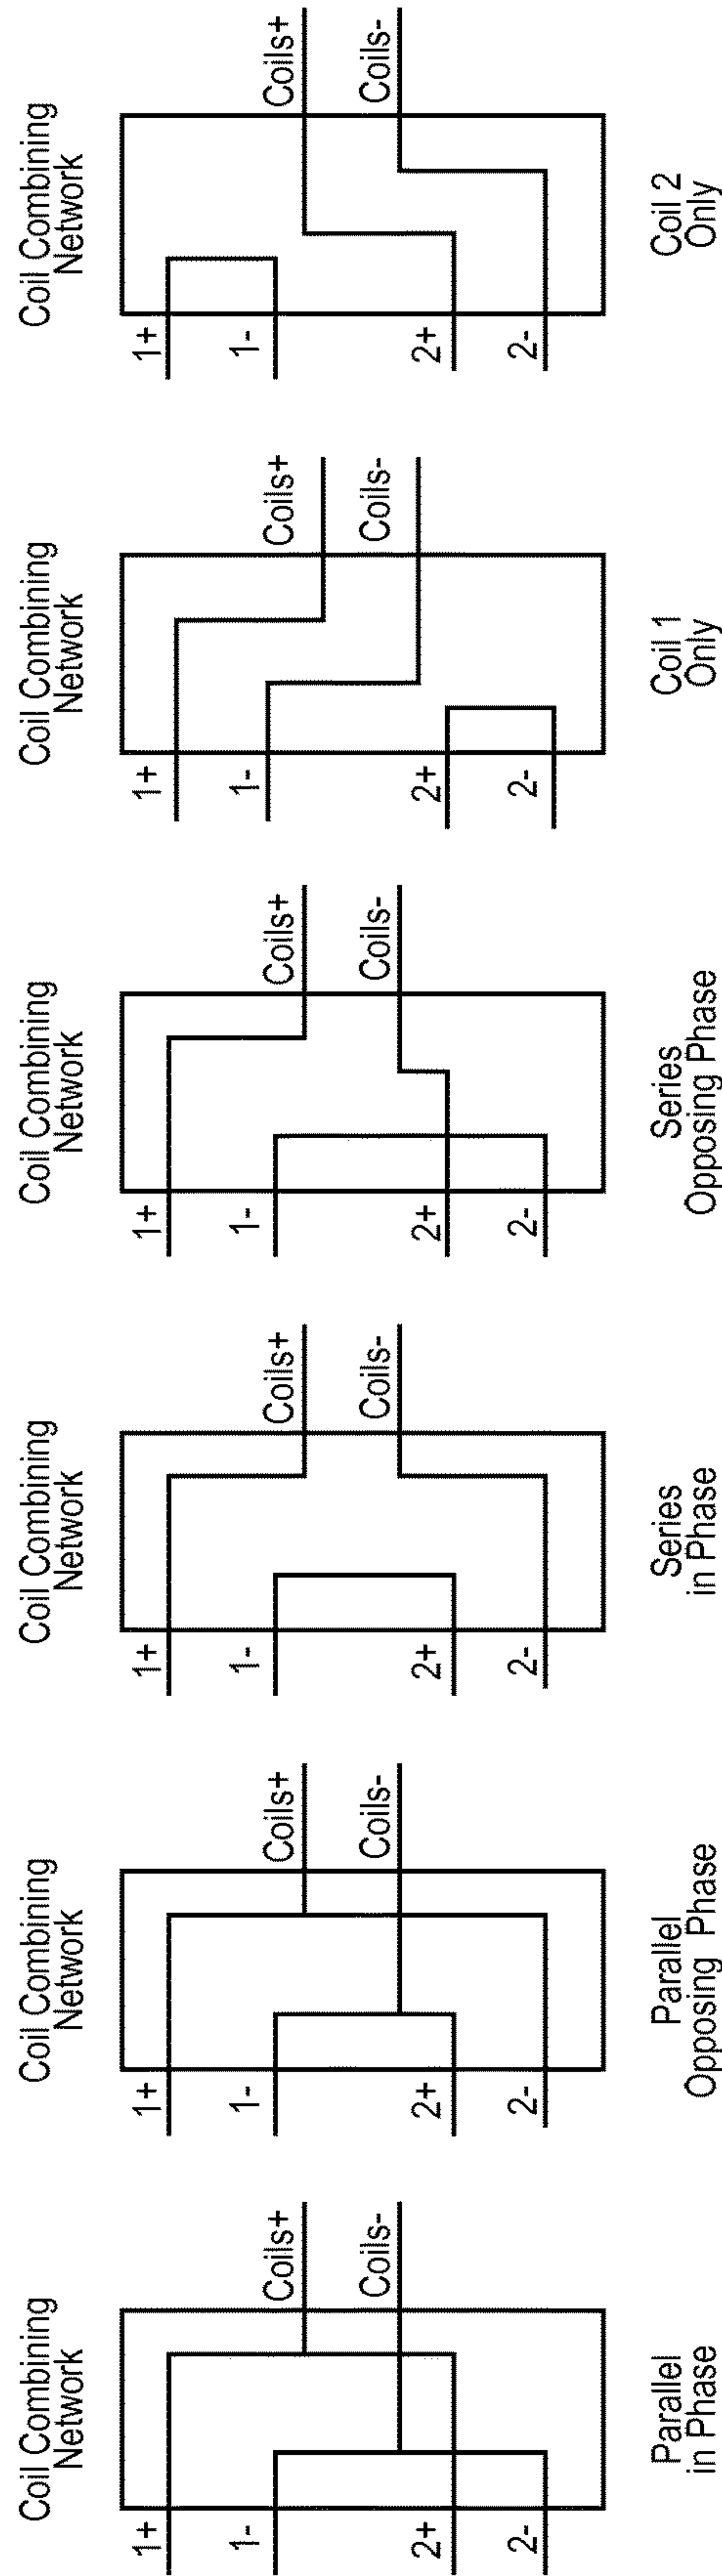 Coil Combining
Network
1+
1-
2+
2-
Coils+
Coils-
Parallel
in Phase
Coil Combining
Network
1+
1-
2+
2-
Coils+
Coils-
Parallel
Opposing Phase
Coil Combining
Network
1+
1-
2+
2-
Coils+
Coils-
Series
in Phase
Coil Combining
Network
1+
1-
2+
2-
Coils+
Coils-
Series
Opposing Phase
Coil Combining
Network
1+
1-
2+
2-
Coils+
Coils-
Coil 1
Only
Coil Combining
Network
1+
1-
2+
2-
Coils+
Coils-
Coil 2
Only